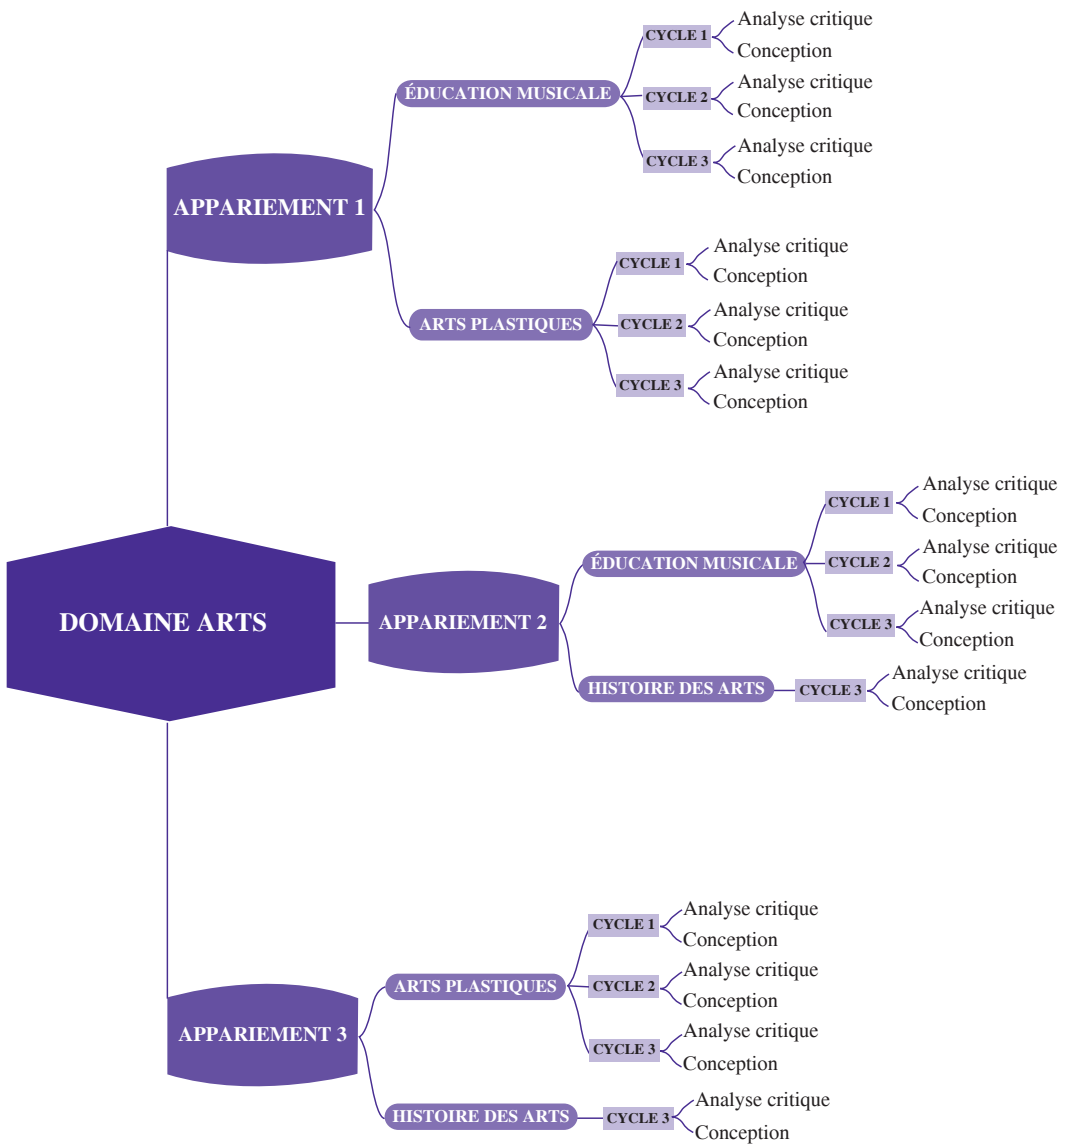 DOMAINE ARTS
APPARIEMENT 1
ÉDUCATION MUSICALE
CYCLE 1
Analyse critique
Conception
CYCLE 2
Analyse critique
Conception
CYCLE 3
Analyse critique
Conception
ARTS PLASTIQUES
CYCLE 1
Analyse critique
Conception
CYCLE 2
Analyse critique
Conception
CYCLE 3
Analyse critique
Conception
APPARIEMENT 2
ÉDUCATION MUSICALE
CYCLE 1
Analyse critique
Conception
CYCLE 2
Analyse critique
Conception
CYCLE 3
Analyse critique
Conception
HISTOIRE DES ARTS
CYCLE 3
Analyse critique
Conception
APPARIEMENT 3
ARTS PLASTIQUES
CYCLE 1
Analyse critique
Conception
CYCLE 2
Analyse critique
Conception
CYCLE 3
Analyse critique
Conception
HISTOIRE DES ARTS
CYCLE 3
Analyse critique
Conception